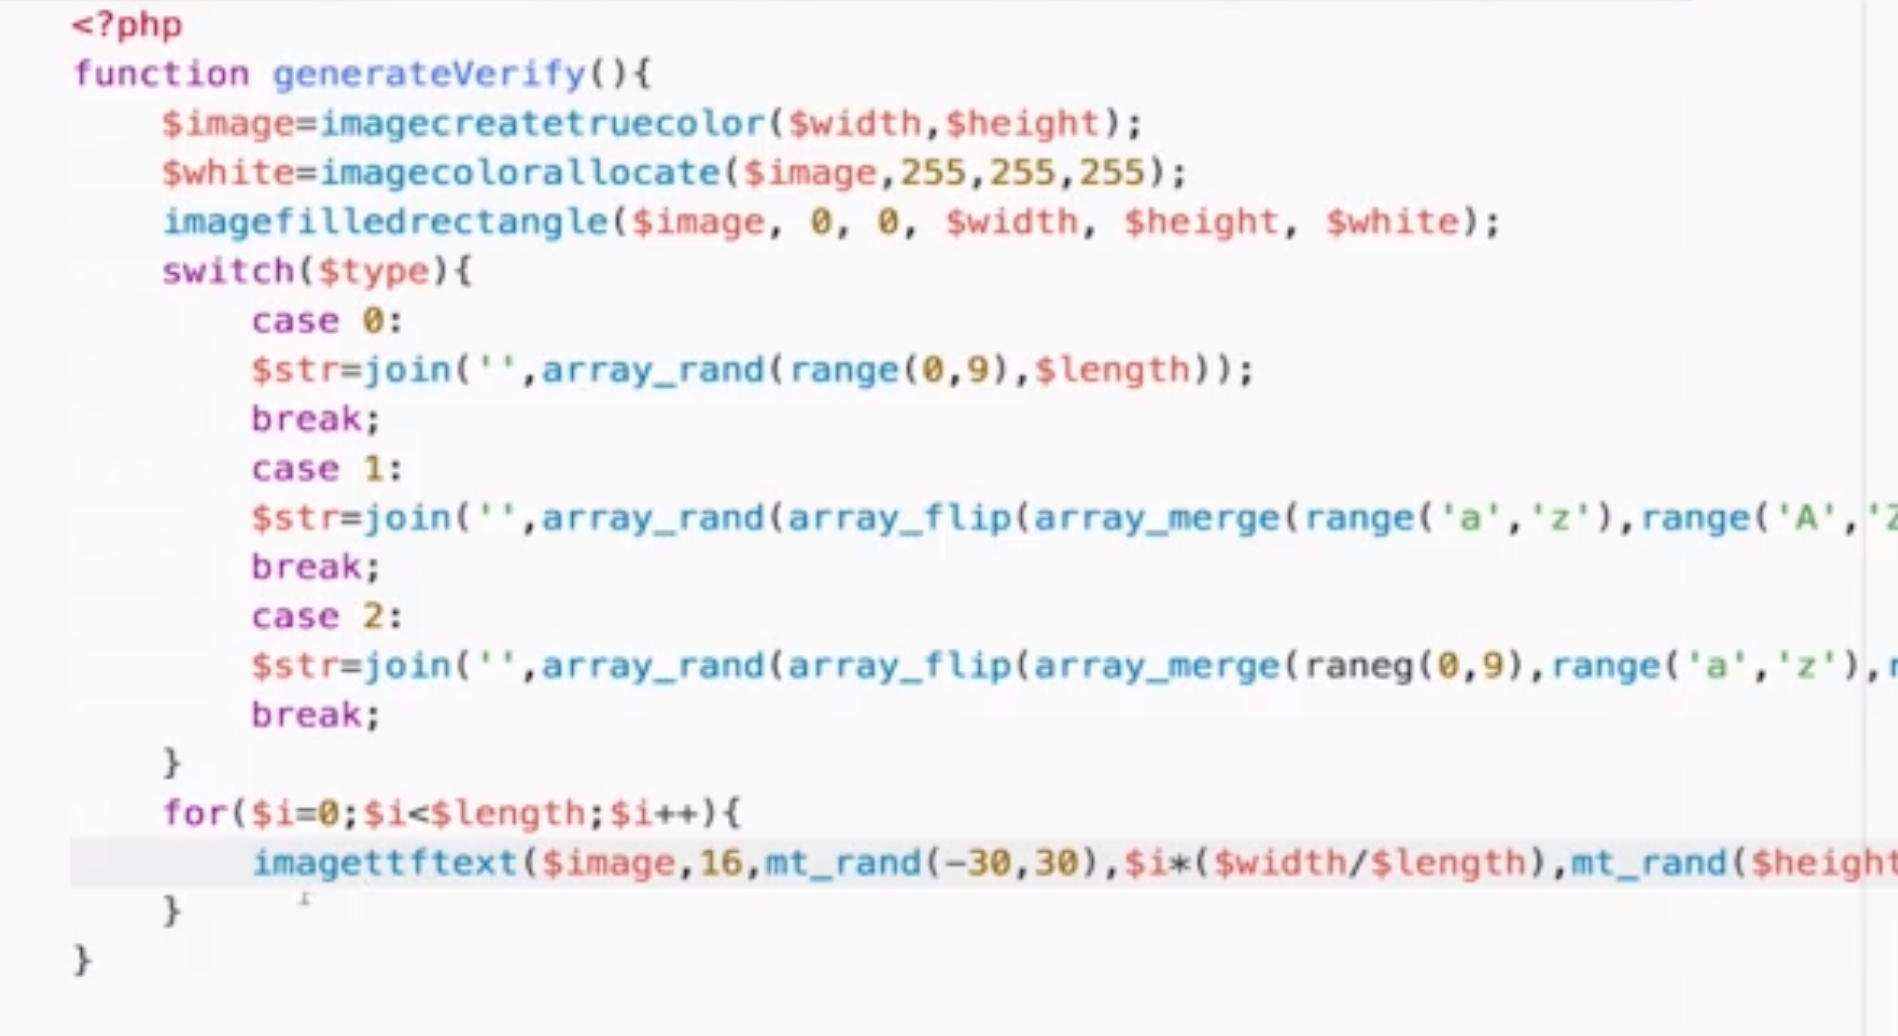 <?php
function generateVerify(){
$image=imagecreatetruecolor($width,$height);
$white=imagecolorallocate($image,255,255,255);
imagefilledrectangle($image, 0, 0, $width, $height, $white);
switch($type){
case 0:
$str=join('',array_rand(range(0,9),$length));
break;
case 1:
$str=join('',array_rand(array_flip(array_merge(range('a','z'),range('A','Z
break;
case 2:
$str=join('',array_rand(array_flip(array_merge(raneg(0,9),range('a','z'),r
break;
}
for($i=0;$i<$length;$i++){
imagettftext($image,16,mt_rand(-30,30),$i*($width/$length),mt_rand($height
}
}